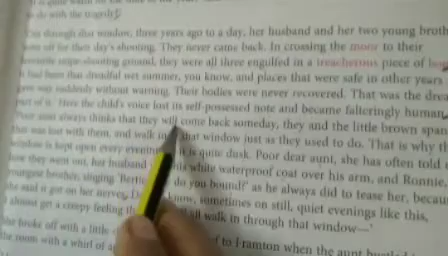 to do with the tragedy?'
'Out through that window, three years ago to a day, her husband and her two young broth
went off for their day's shooting. They never came back. In crossing the moor to their
favourite snipe-shooting ground, they were all three engulfed in a treacherous piece of
It had been that dreadful wet summer, you know, and places that were safe in other years
gave way suddenly without warning. Their bodies were never recovered. That was the drea
part of it.' Here the child's voice lost its self-possessed note and became falteringly human
'Poor aunt always thinks that they will come back someday, they and the little brown span
that was lost with them, and walk in that window just as they used to do. That is why th
window is kept open every evening it is quite dusk. Poor dear aunt, she has often told
how they went out, her husband his white waterproof coat over his arm, and Ronnie,
youngest brother, singing 'Bertie do you bound?' as he always did to tease her, becau
she said it got on her nerves. D know, sometimes on still, quiet evenings like this,
I almost get a creepy feeling th all walk in through that window—'
She broke off with a little to Framton when the aunt
the room with a whirl of